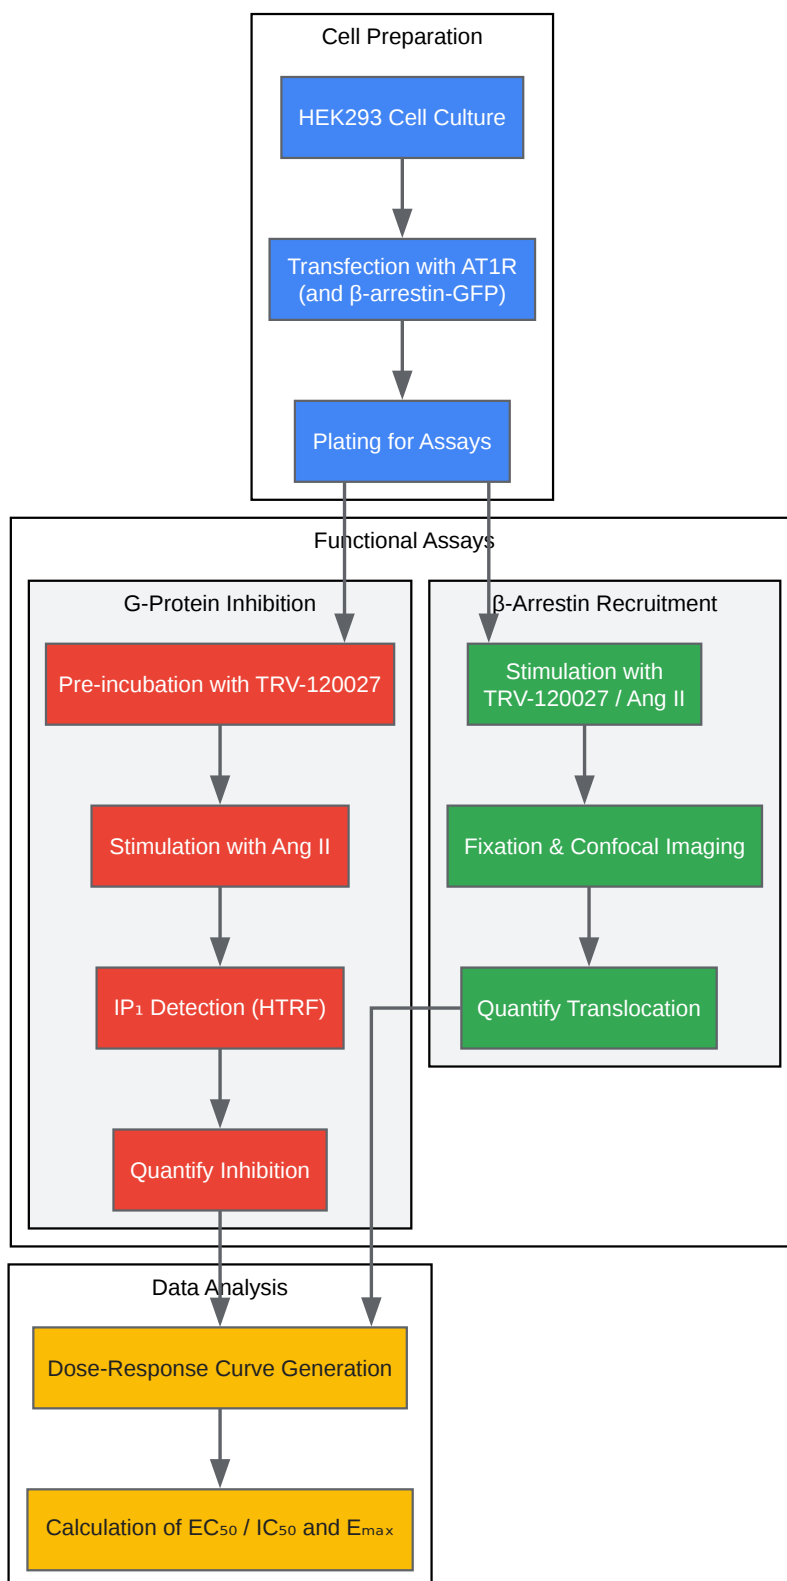 Cell Preparation
HEK293 Cell Culture
Transfection with AT1R
(and β-arrestin-GFP)
Plating for Assays
Functional Assays
G-Protein Inhibition
Pre-incubation with TRV-120027
Stimulation with Ang II
IP₁ Detection (HTRF)
Quantify Inhibition
β-Arrestin Recruitment
Stimulation with
TRV-120027 / Ang II
Fixation & Confocal Imaging
Quantify Translocation
Data Analysis
Dose-Response Curve Generation
Calculation of EC₅₀ / IC₅₀ and Eₘₐₓ